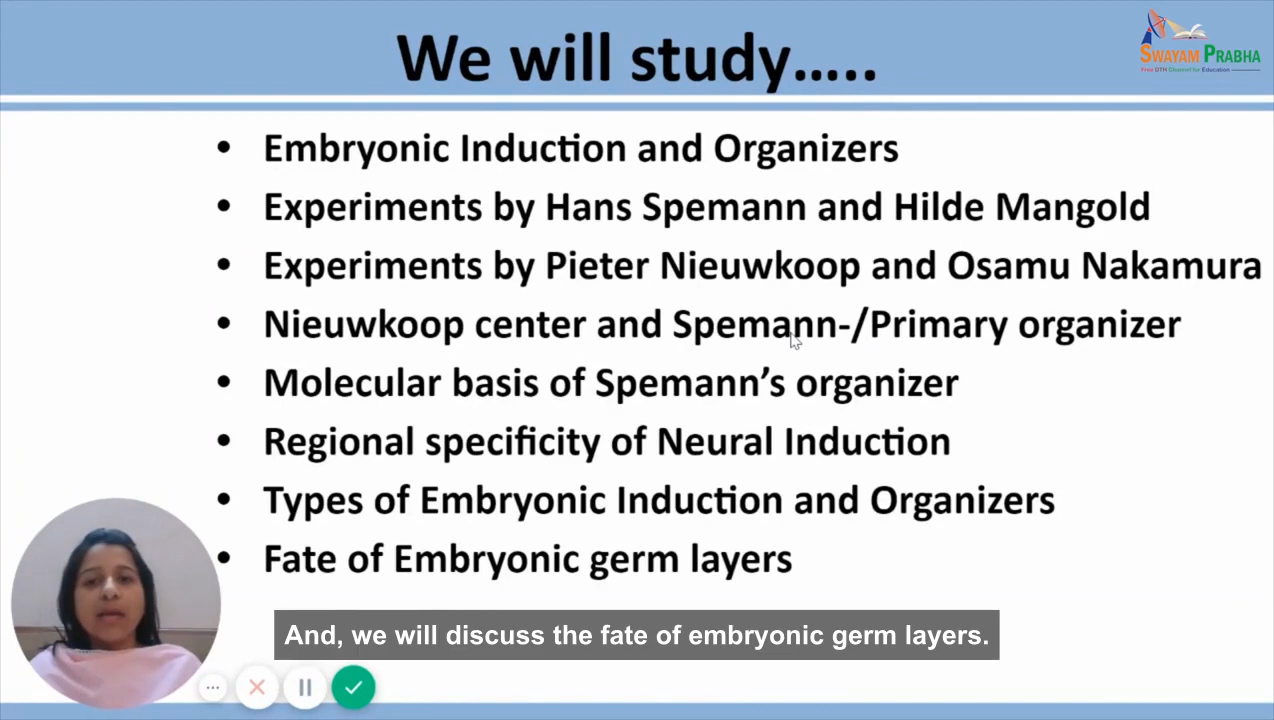 We will study…..
SWAYAM PRABHA
Free DTH Channel for Education
• Embryonic Induction and Organizers
• Experiments by Hans Spemann and Hilde Mangold
• Experiments by Pieter Nieuwkoop and Osamu Nakamura
• Nieuwkoop center and Spemann-/Primary organizer
• Molecular basis of Spemann’s organizer
• Regional specificity of Neural Induction
• Types of Embryonic Induction and Organizers
• Fate of Embryonic germ layers
And, we will discuss the fate of embryonic germ layers.